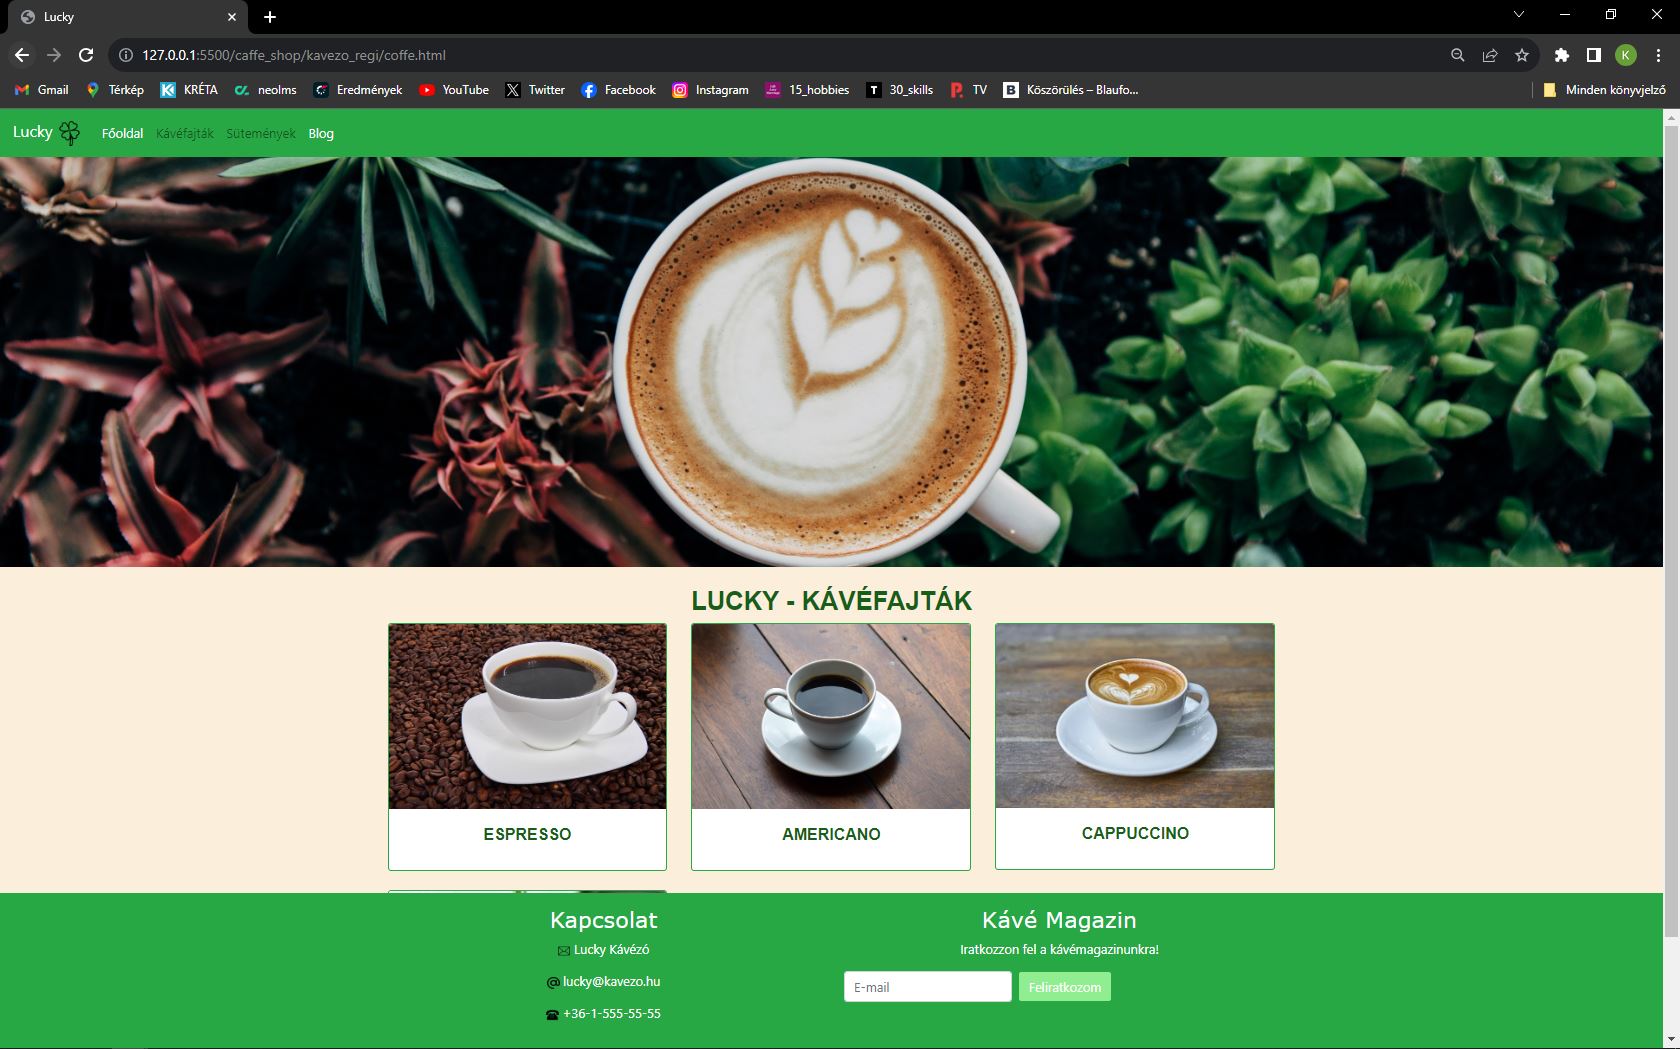 Lucky
127.0.0.1:5500/caffe_shop/kavezo_regi/coffe.html
K
Gmail Térkép KRÉTA neolms Eredmények YouTube Twitter Facebook Instagram 15_hobbies 30_skills TV Köszörülés – Blaufo... Minden könyvjelző
Lucky Főoldal Kávéfajták Sütemények Blog
LUCKY - KÁVÉFAJTÁK
ESPRESSO
AMERICANO
CAPPUCCINO
Kapcsolat
Lucky Kávézó
lucky@kavezo.hu
+36-1-555-55-55
Kávé Magazin
Iratkozzon fel a kávémagazinunkra!
E-mail Feliratkozom